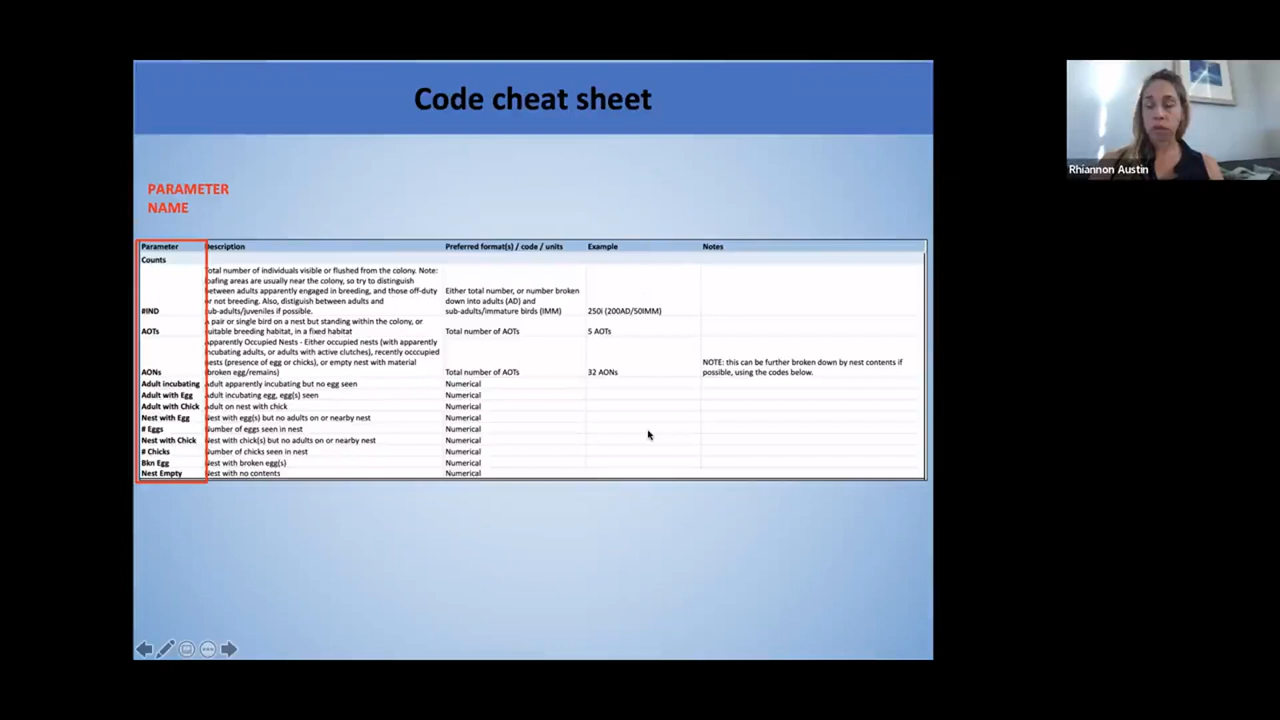 Code cheat sheet
Rhiannon Austin
PARAMETER
NAME
Parameter Description Preferred format(s) / code / units Example Notes
Counts
otal number of individuals visible or flushed from the colony. Note:
oafing areas are usually near the colony, so try to distinguish
between adults apparently engaged in breeding, and those off-duty
or not breeding. Also, distiguish between adults and
sub-adults/juveniles if possible.
Either total number, or number broken
down into adults (AD) and
sub-adults/immature birds (IMM)
#IND 250i (200AD/50IMM)
A pair or single bird on a nest but standing within the colony, or
suitable breeding habitat, in a fixed habitat
AOTs Total number of AOTs 5 AOTs
Apparently Occupied Nests - Either occupied nests (with apparently
incubating adults, or adults with active clutches), recently occcupied
nests (presence of egg or chicks), or empty nest with material
(broken egg/remains)
AONs Total number of AOTs 32 AONs
NOTE: this can be further broken down by nest contents if
possible, using the codes below.
Adult incubating Adult apparently incubating but no egg seen Numerical
Adult with Egg Adult incubating egg, egg(s) seen Numerical
Adult with Chick Adult on nest with chick Numerical
Nest with Egg Nest with egg(s) but no adults on or nearby nest Numerical
# Eggs Number of eggs seen in nest Numerical
Nest with Chick Nest with chick(s) but no adults on or nearby nest Numerical
# Chicks Number of chicks seen in nest Numerical
Bkn Egg Nest with broken egg(s) Numerical
Nest Empty Nest with no contents Numerical